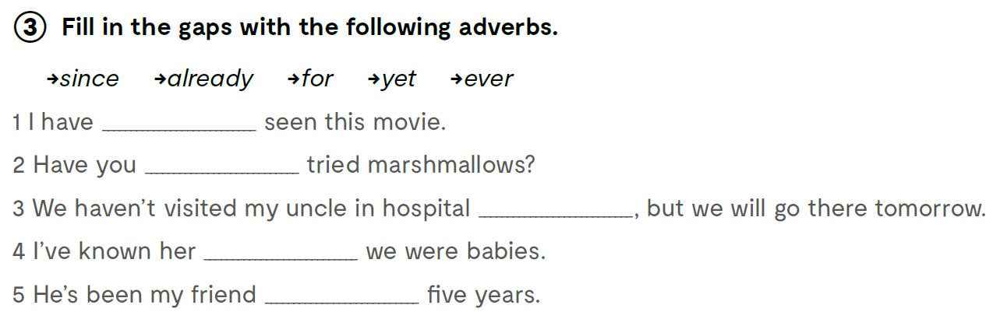 ③ Fill in the gaps with the following adverbs.
→since →already →for →yet →ever
1 I have ____________ seen this movie.
2 Have you ____________ tried marshmallows?
3 We haven’t visited my uncle in hospital ____________, but we will go there tomorrow.
4 I’ve known her ____________ we were babies.
5 He’s been my friend ____________ five years.